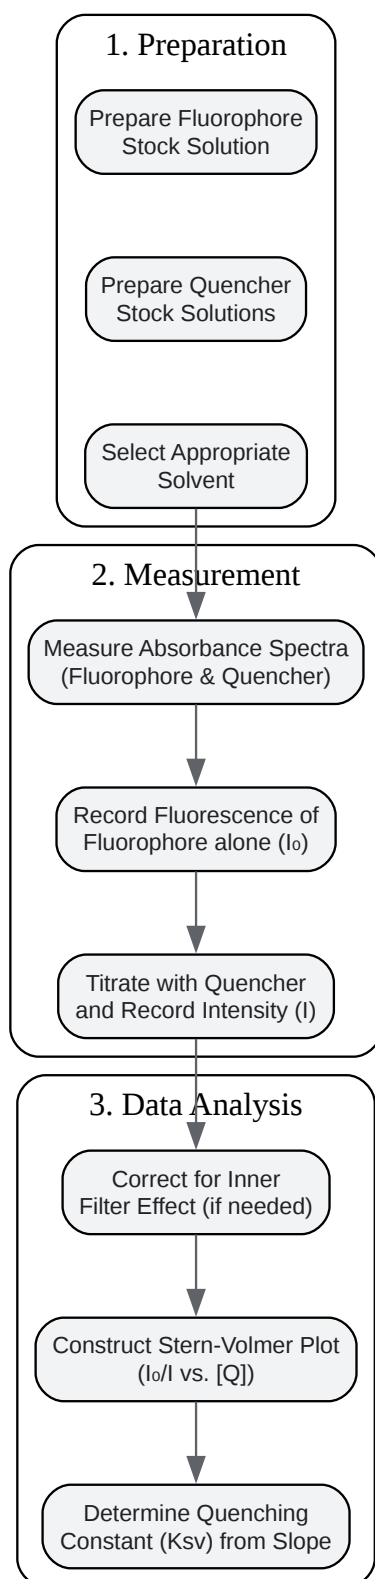 1. Preparation
Prepare Fluorophore
Stock Solution
Prepare Quencher
Stock Solutions
Select Appropriate
Solvent
2. Measurement
Measure Absorbance Spectra
(Fluorophore & Quencher)
Record Fluorescence of
Fluorophore alone (I₀)
Titrate with Quencher
and Record Intensity (I)
3. Data Analysis
Correct for Inner
Filter Effect (if needed)
Construct Stern-Volmer Plot
(I₀/I vs. [Q])
Determine Quenching
Constant (Ksv) from Slope